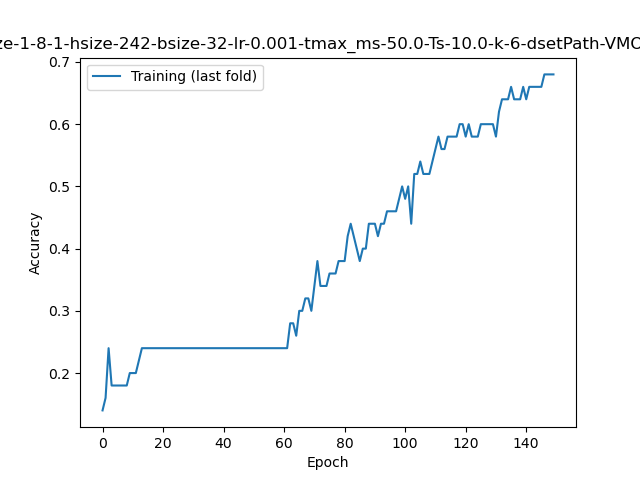 ze-1-8-1-hsize-242-bsize-32-lr-0.001-tmax_ms-50.0-Ts-10.0-k-6-dsetPath-VMC
0.7
Training (last fold)
0.6
0.5
Accuracy
0.4
0.3
0.2
0 20 40 60 80 100 120 140
Epoch